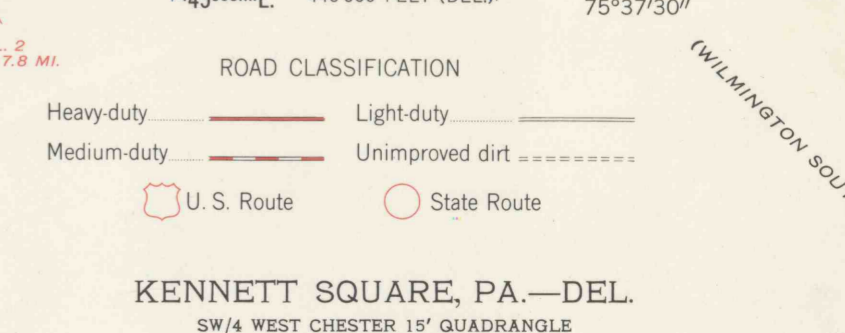 75°37′30″
2
7.8 MI.
(WILMINGTON SOU
ROAD CLASSIFICATION
Heavy-duty
Light-duty
Medium-duty
Unimproved dirt
U. S. Route
State Route
KENNETT SQUARE, PA.—DEL.
SW/4 WEST CHESTER 15′ QUADRANGLE